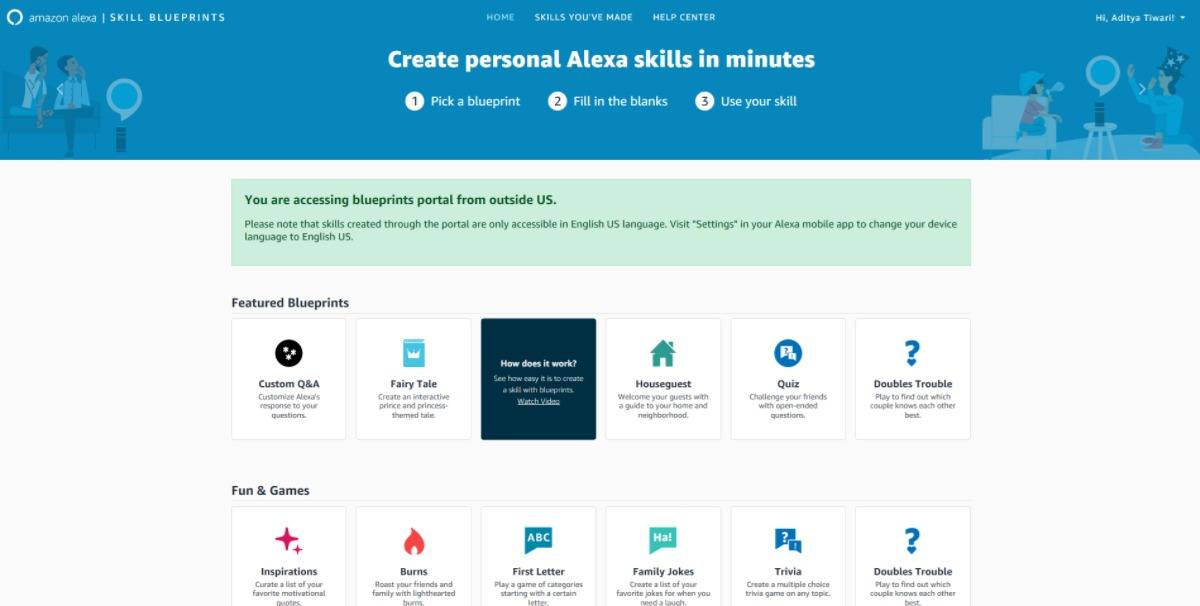 amazon alexa | SKILL BLUEPRINTS
HOME SKILLS YOU'VE MADE HELP CENTER
Hi, Aditya Tiwari!
Create personal Alexa skills in minutes
1 Pick a blueprint 2 Fill in the blanks 3 Use your skill
You are accessing blueprints portal from outside US.
Please note that skills created through the portal are only accessible in English US language. Visit "Settings" in your Alexa mobile app to change your device
language to English US.
Featured Blueprints
Custom Q&A
Customize Alexa's
response to your
questions.
Fairy Tale
Create an interactive
prince and princess-
themed tale.
How does it work?
See how easy it is to create
a skill with blueprints.
Watch Video
Houseguest
Welcome your guests with
a guide to your home and
neighborhood.
?
Quiz
Challenge your friends
with open-ended
questions.
?
Doubles Trouble
Play to find out which
couple knows each other
best.
Fun & Games
Inspirations
Curate a list of your
favorite motivational
quotes.
Burns
Roast your friends and
family with lighthearted
burns.
ABC
First Letter
Play a game of categories
starting with a certain
letter.
Ha!
Family Jokes
Create a list of your
favorite jokes for when you
need a laugh.
? !
Trivia
Create a multiple choice
trivia game on any topic.
?
Doubles Trouble
Play to find out which
couple knows each other
best.